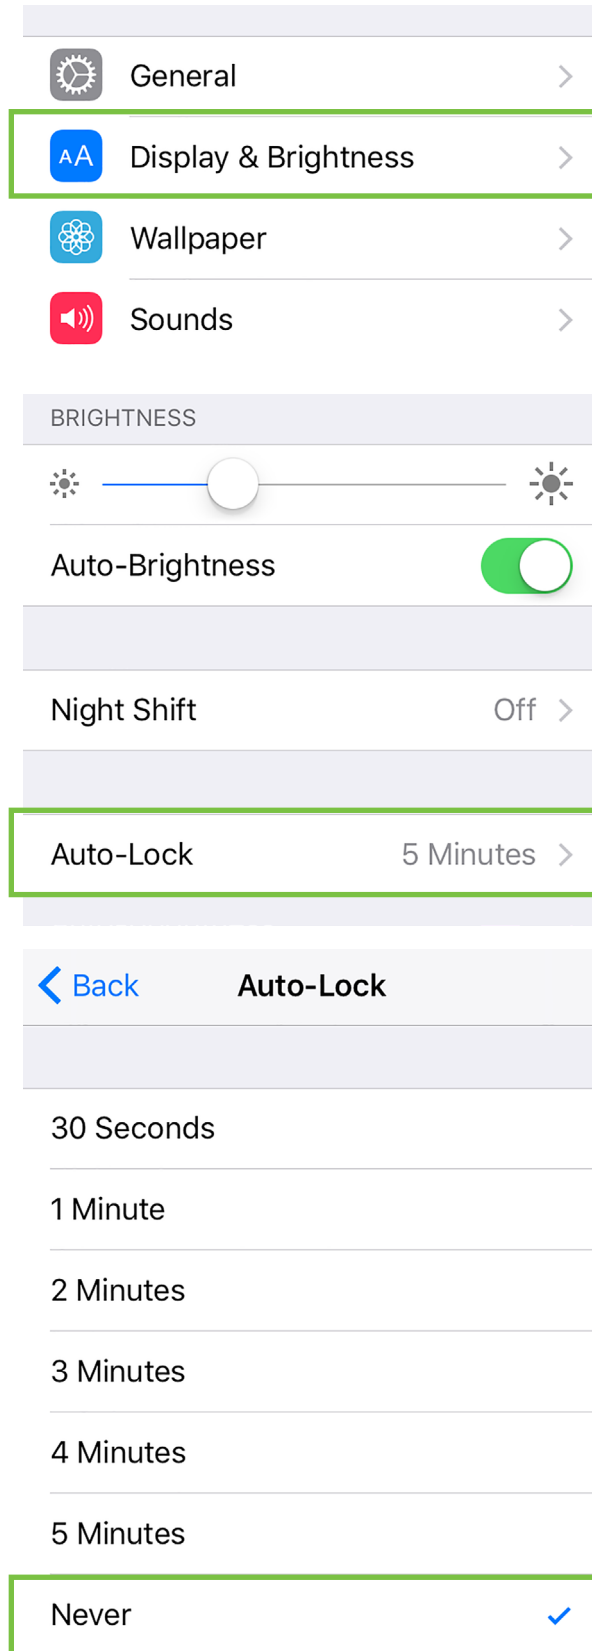 General
AA Display & Brightness
Wallpaper
Sounds
BRIGHTNESS
Auto-Brightness
Night Shift Off
Auto-Lock 5 Minutes
Back Auto-Lock
30 Seconds
1 Minute
2 Minutes
3 Minutes
4 Minutes
5 Minutes
Never